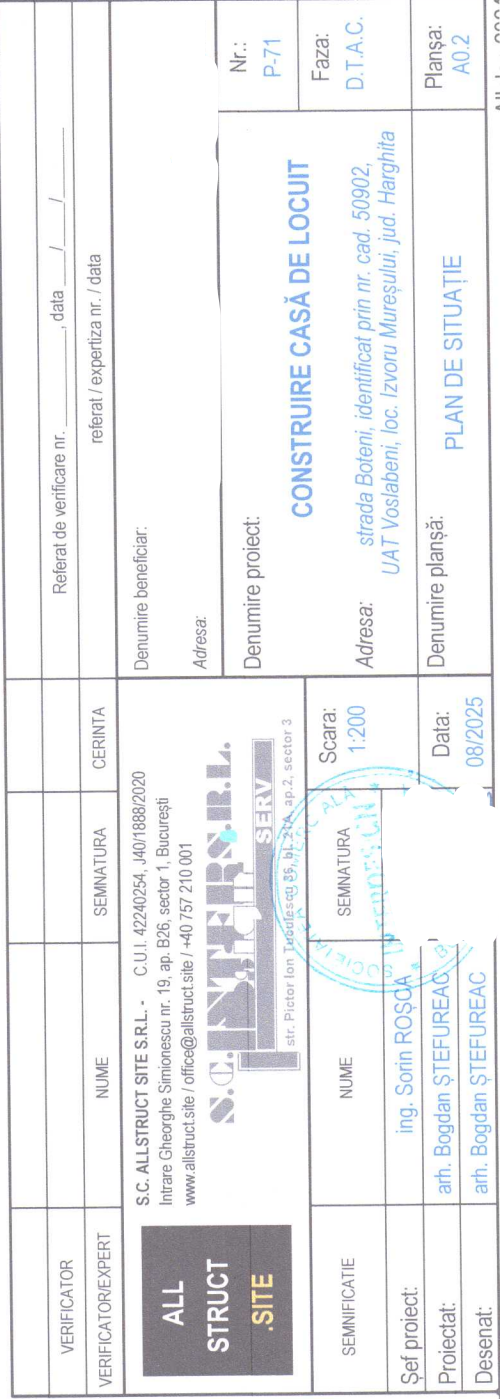 Referat de verificare nr. __________, data ___/___/______
VERIFICATOR
VERIFICATOR/EXPERT NUME SEMNATURA CERINTA referat / expertiza nr. / data
ALL
STRUCT
.SITE
S.C. ALLSTRUCT SITE S.R.L. - C.U.I. 42240254, J40/1888/2020
Intrare Gheorghe Simionescu nr. 19, ap. B26, sector 1, București
www.allstruct.site / office@allstruct.site / +40 757 210 001
S.C. INTERS.R.L.
SERV
str. Pictor Ion Tuculescu 36, bl. 21A, ap.2, sector 3
Denumire beneficiar:
Adresa:
Nr.:
P-71
SEMNIFICATIE NUME SEMNATURA
Șef proiect: ing. Sorin ROȘCA
Proiectat: arh. Bogdan ȘTEFUREAC
Desenat: arh. Bogdan ȘTEFUREAC
Scara:
1:200
Data:
08/2025
Denumire proiect:
CONSTRUIRE CASĂ DE LOCUIT
Adresa: strada Boteni, identificat prin nr. cad. 50902,
UAT Voslabeni, loc. Izvoru Mureșului, jud. Harghita
Faza:
D.T.A.C.
Denumire planșă:
PLAN DE SITUAȚIE
Planșa:
A0.2